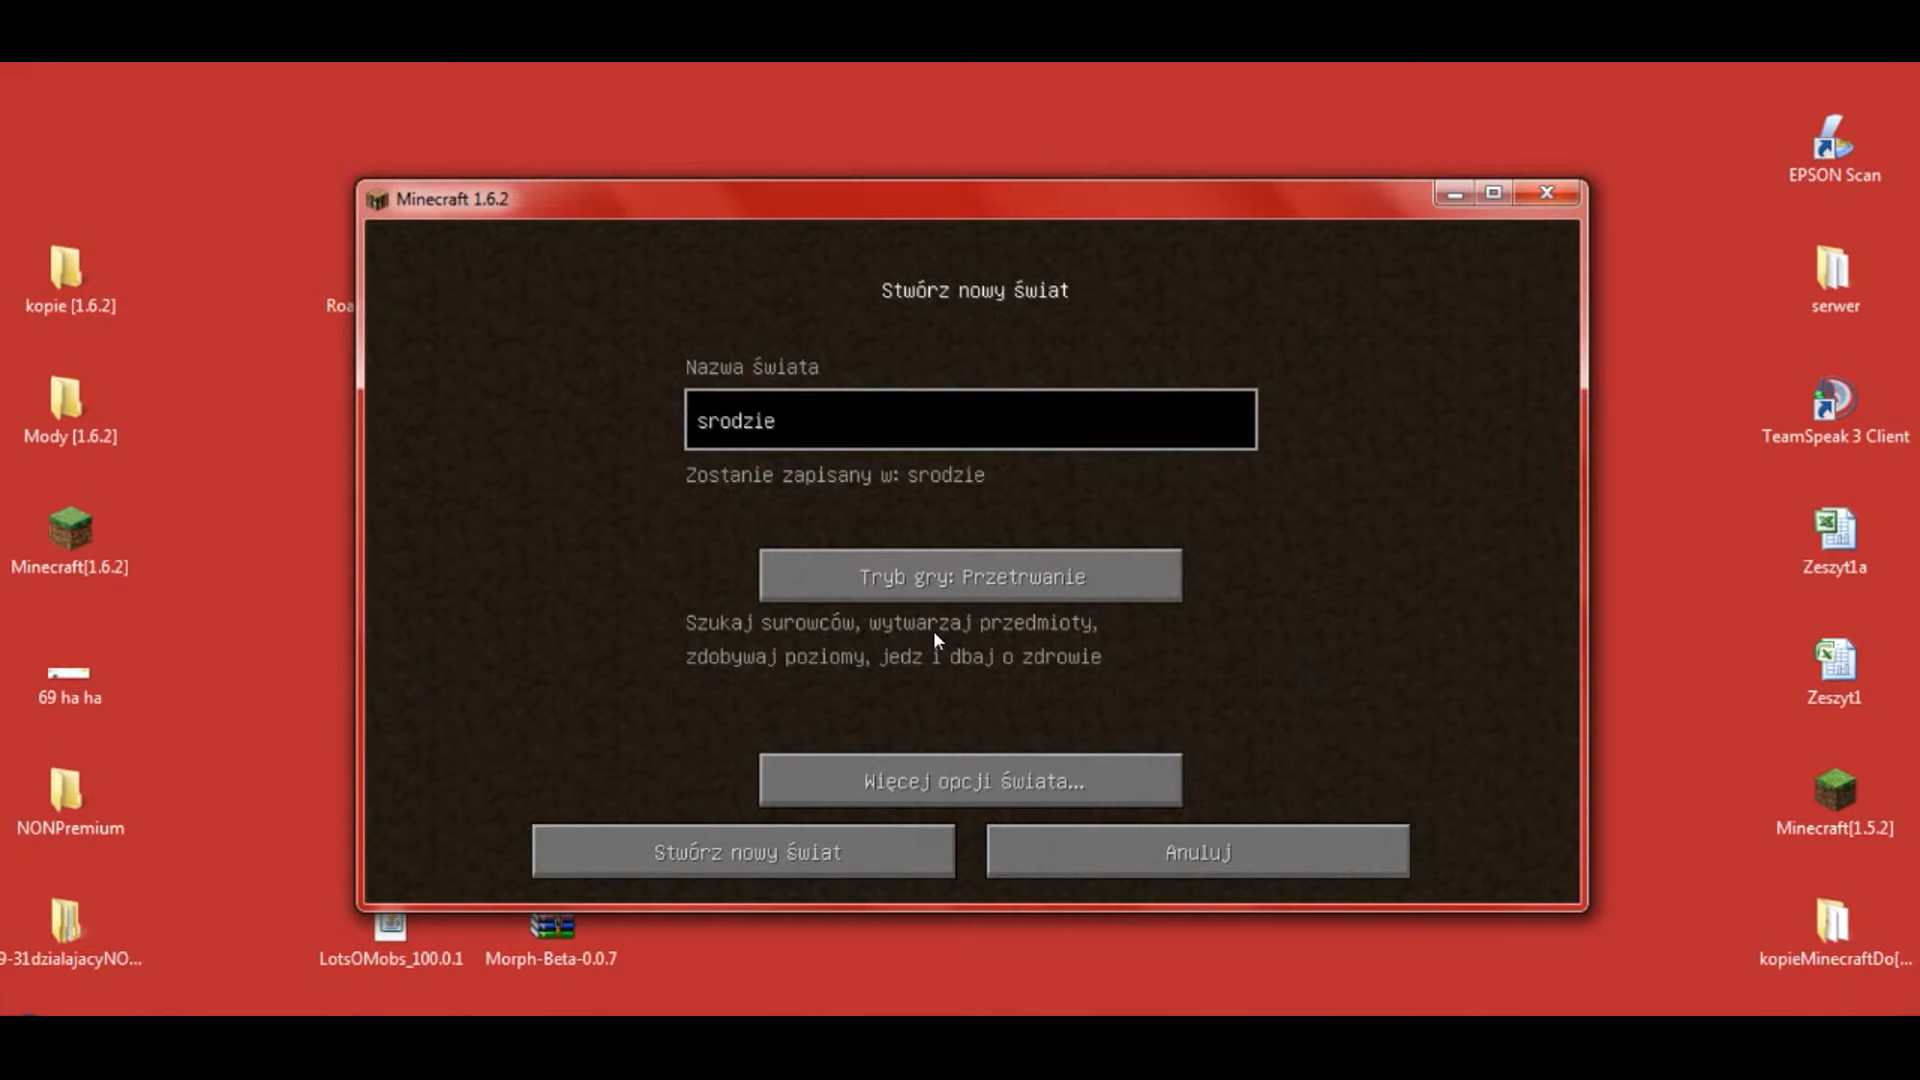 EPSON Scan
Minecraft 1.6.2
Stwórz nowy świat
kopie [1.6.2]
Roa
serwer
Nazwa świata
srodzie
Mody [1.6.2]
TeamSpeak 3 Client
Zostanie zapisany w: srodzie
Minecraft[1.6.2]
Tryb gry: Przetrwanie
Zeszyt1a
Szukaj surowców, wytwarzaj przedmioty,
zdobywaj poziomy, jedz i dbaj o zdrowie
69 ha ha
Zeszyt1
Więcej opcji świata...
NONPremium
Minecraft[1.5.2]
Stwórz nowy świat
Anuluj
9-31dzialajacyNO...
LotsOMobs_100.0.1
Morph-Beta-0.0.7
kopieMinecraftDo[...